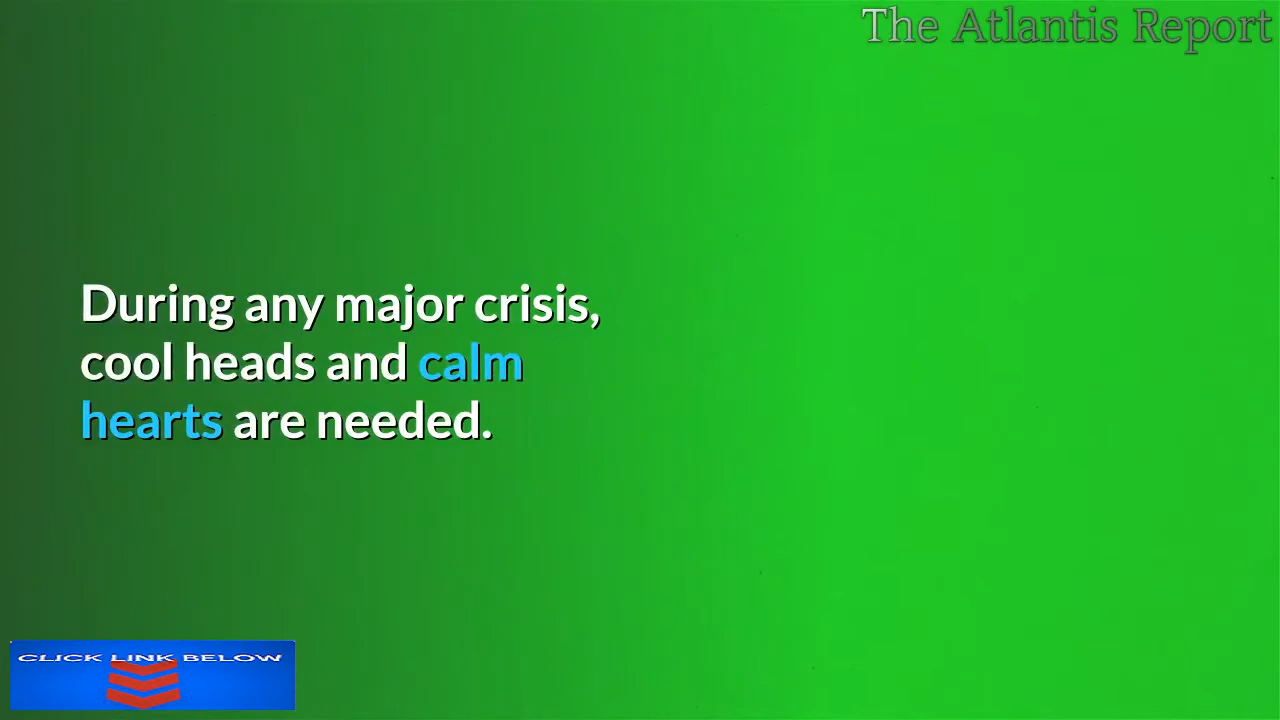 The Atlantis Report
During any major crisis,
cool heads and calm
hearts are needed.
CLICK LINK BELOW